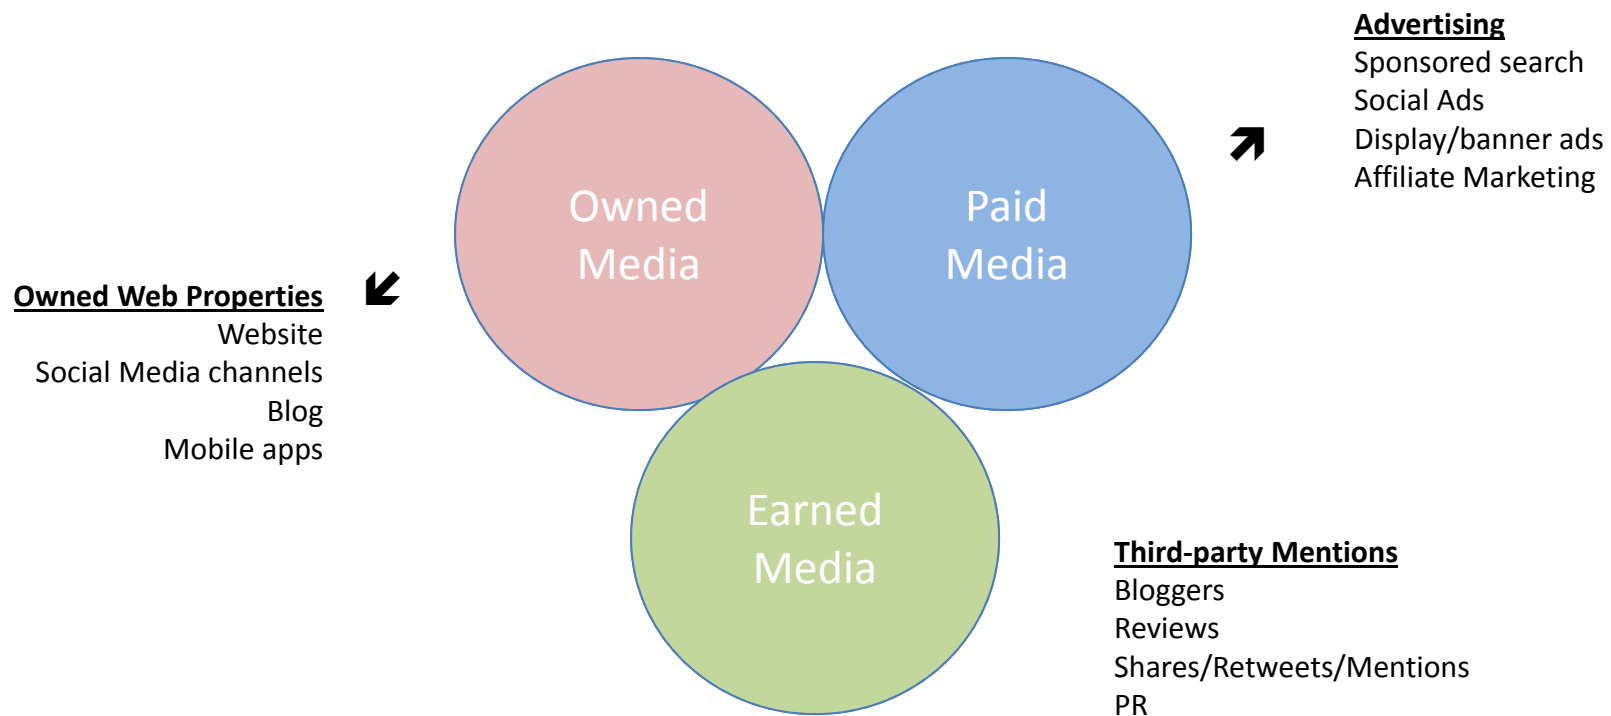 Advertising
Sponsored search
Social Ads
Display/banner ads
Affiliate Marketing
Owned
Media
Paid
Media
Owned Web Properties
Website
Social Media channels
Blog
Mobile apps
Earned
Media
Third-party Mentions
Bloggers
Reviews
Shares/Retweets/Mentions
PR